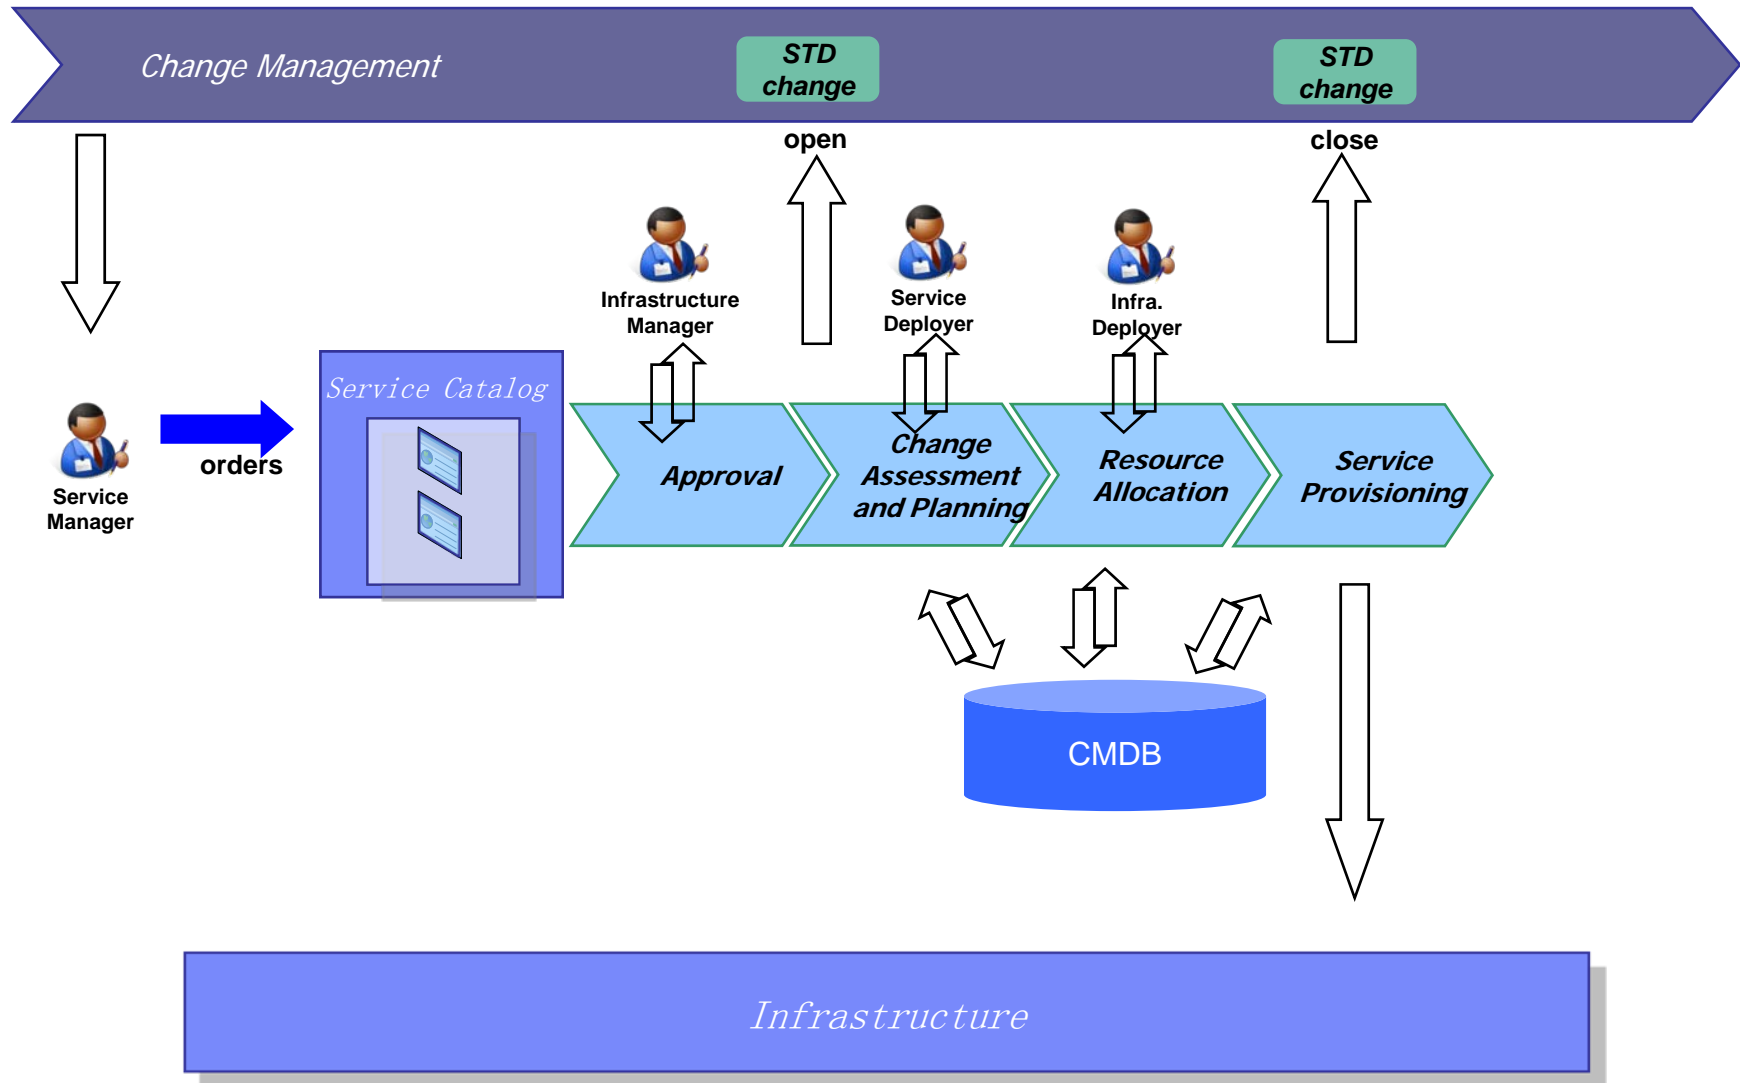 Change Management
STD
change
STD
change
open
close
Infrastructure
Manager
Service
Deployer
Infra.
Deployer
Service Catalog
orders
Service
Manager
Approval
Change
Assessment
and Planning
Resource
Allocation
Service
Provisioning
CMDB
Infrastructure